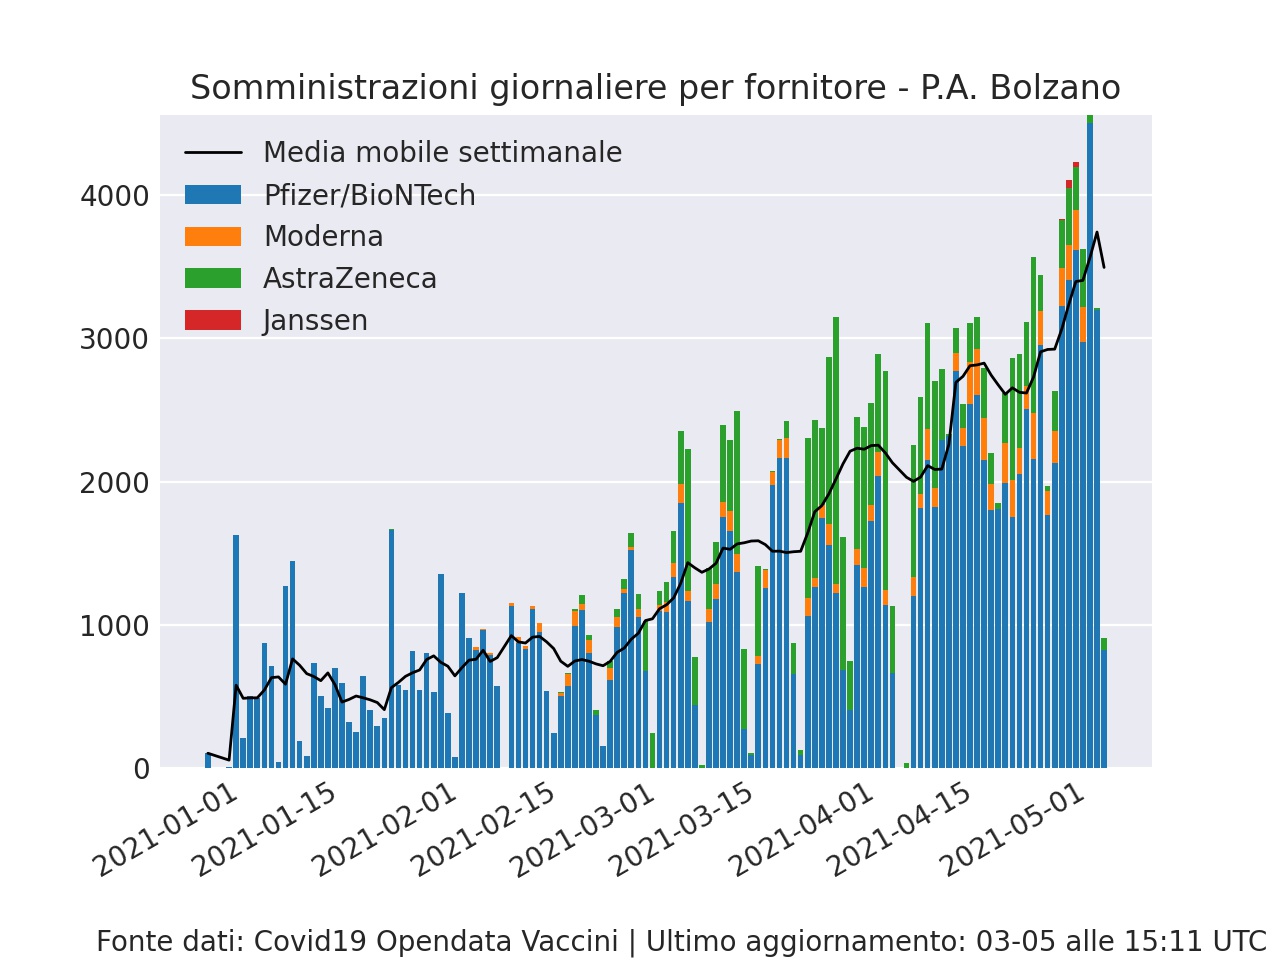 Somministrazioni giornaliere per fornitore - P.A. Bolzano
Media mobile settimanale
Pfizer/BioNTech
Moderna
AstraZeneca
Janssen
4000
3000
2000
1000
0
2021-01-01
2021-01-15
2021-02-01
2021-02-15
2021-03-01
2021-03-15
2021-04-01
2021-04-15
2021-05-01
Fonte dati: Covid19 Opendata Vaccini | Ultimo aggiornamento: 03-05 alle 15:11 UTC